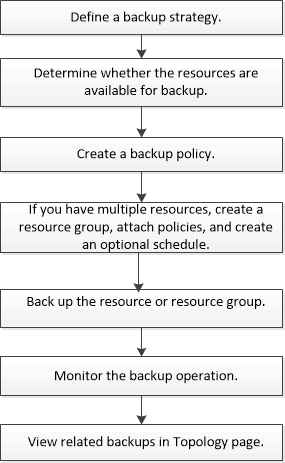 Define a backup strategy.
Determine whether the resources are
available for backup.
Create a backup policy.
If you have multiple resources, create a
resource group, attach policies, and create
an optional schedule.
Back up the resource or resource group.
Monitor the backup operation.
View related backups in Topology page.